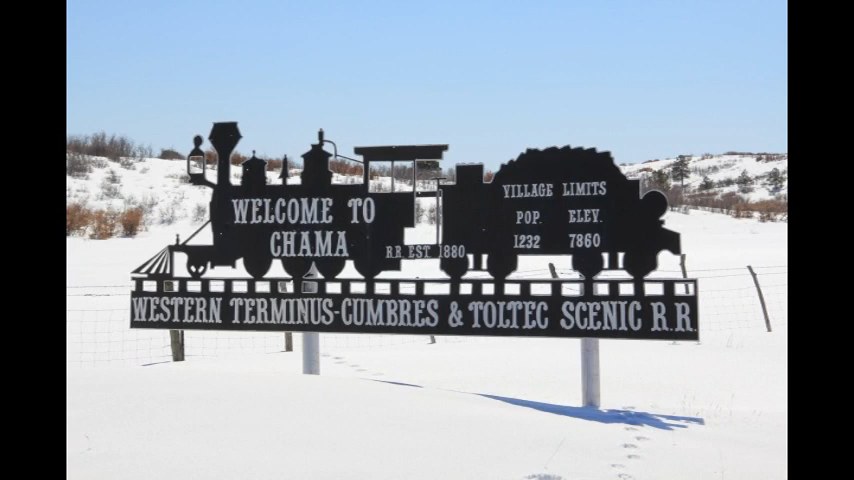 WELCOME TO
CHAMA
R.R. EST. 1880
VILLAGE LIMITS
POP. ELEV.
1232 7860
WESTERN TERMINUS-CUMBRES & TOLTEC SCENIC R.R.